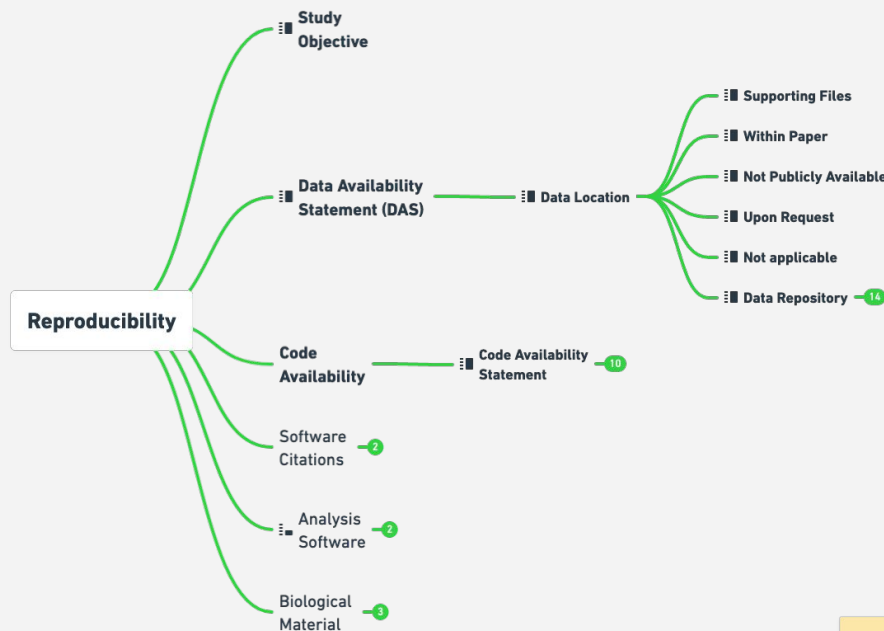 Study
Objective
Supporting Files
Within Paper
Not Publicly Available
Data Availability
Statement (DAS)
Data Location
Upon Request
Not applicable
Data Repository
14
Reproducibility
Code
Availability
Code Availability
Statement
10
Software
Citations
2
Analysis
Software
2
Biological
Material
3